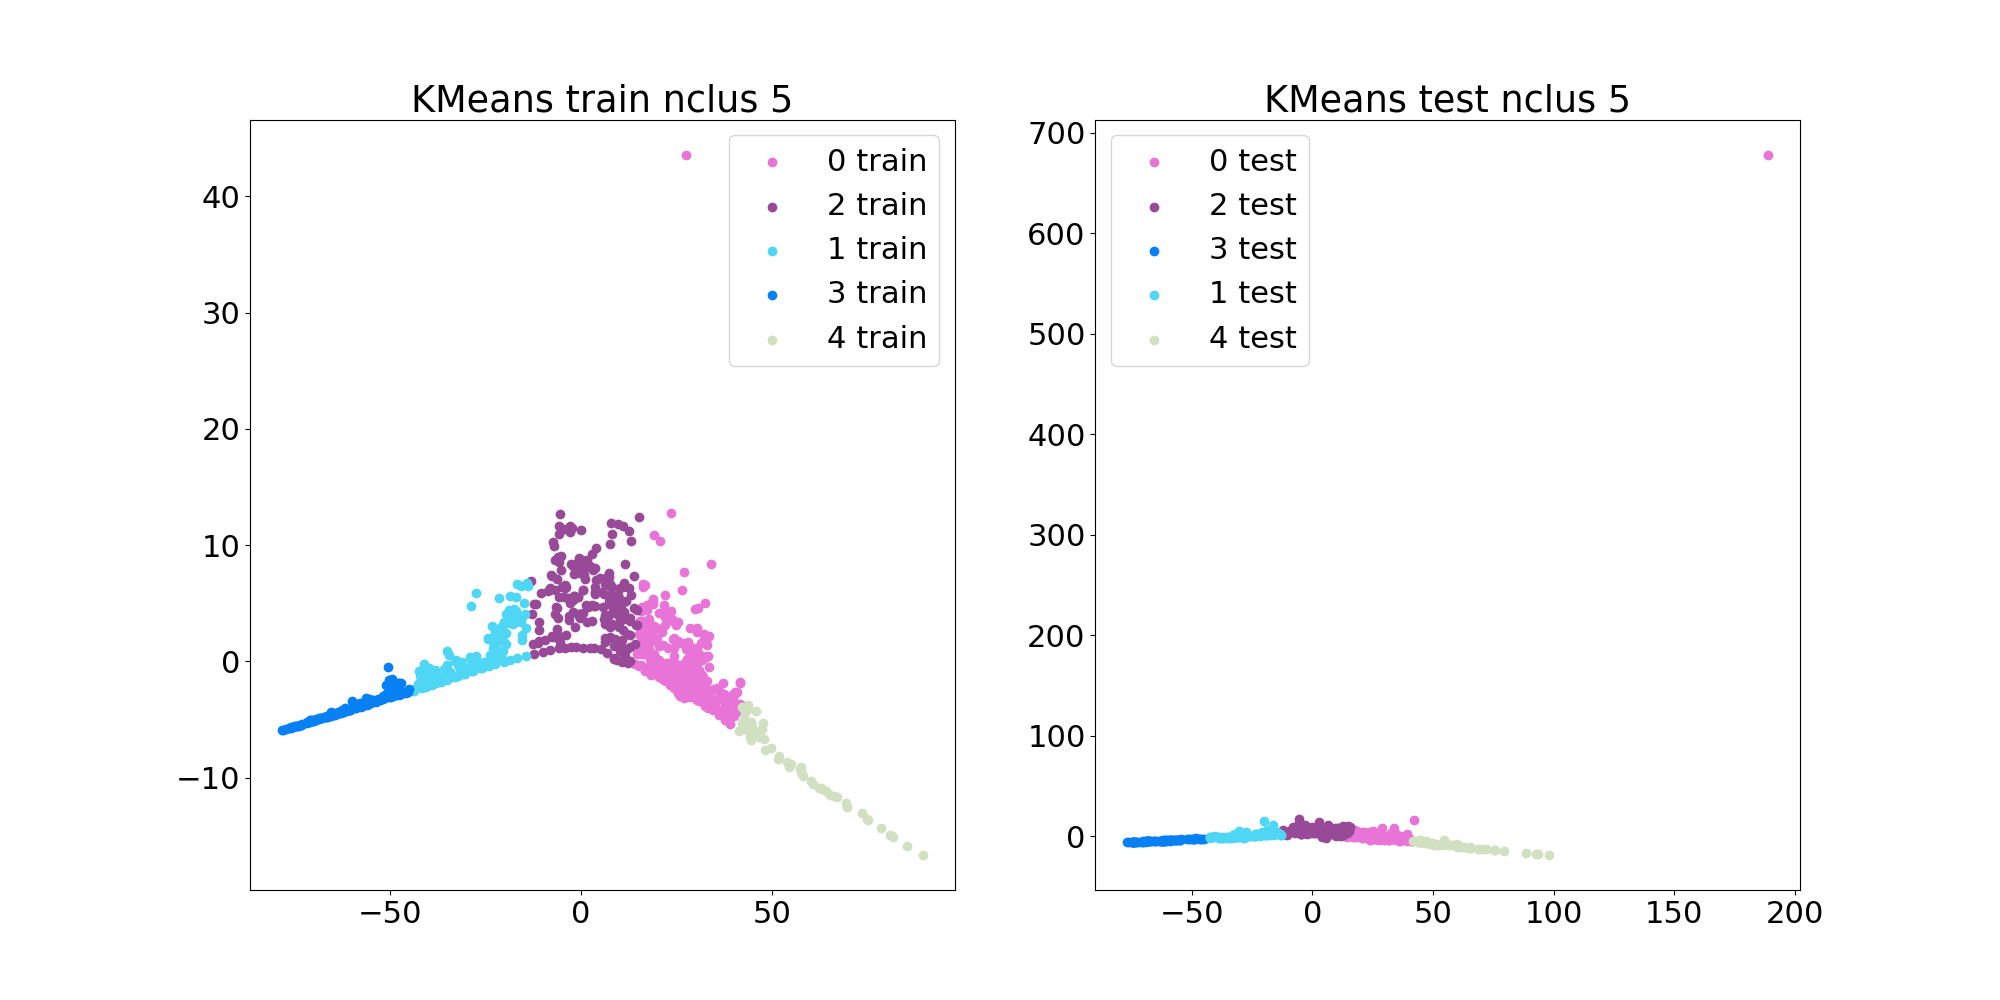 KMeans train nclus 5
40
30
20
10
0
−10
−50
0
50
0 train
2 train
1 train
3 train
4 train
KMeans test nclus 5
700
600
500
400
300
200
100
0
−50
0
50
100
150
200
0 test
2 test
3 test
1 test
4 test